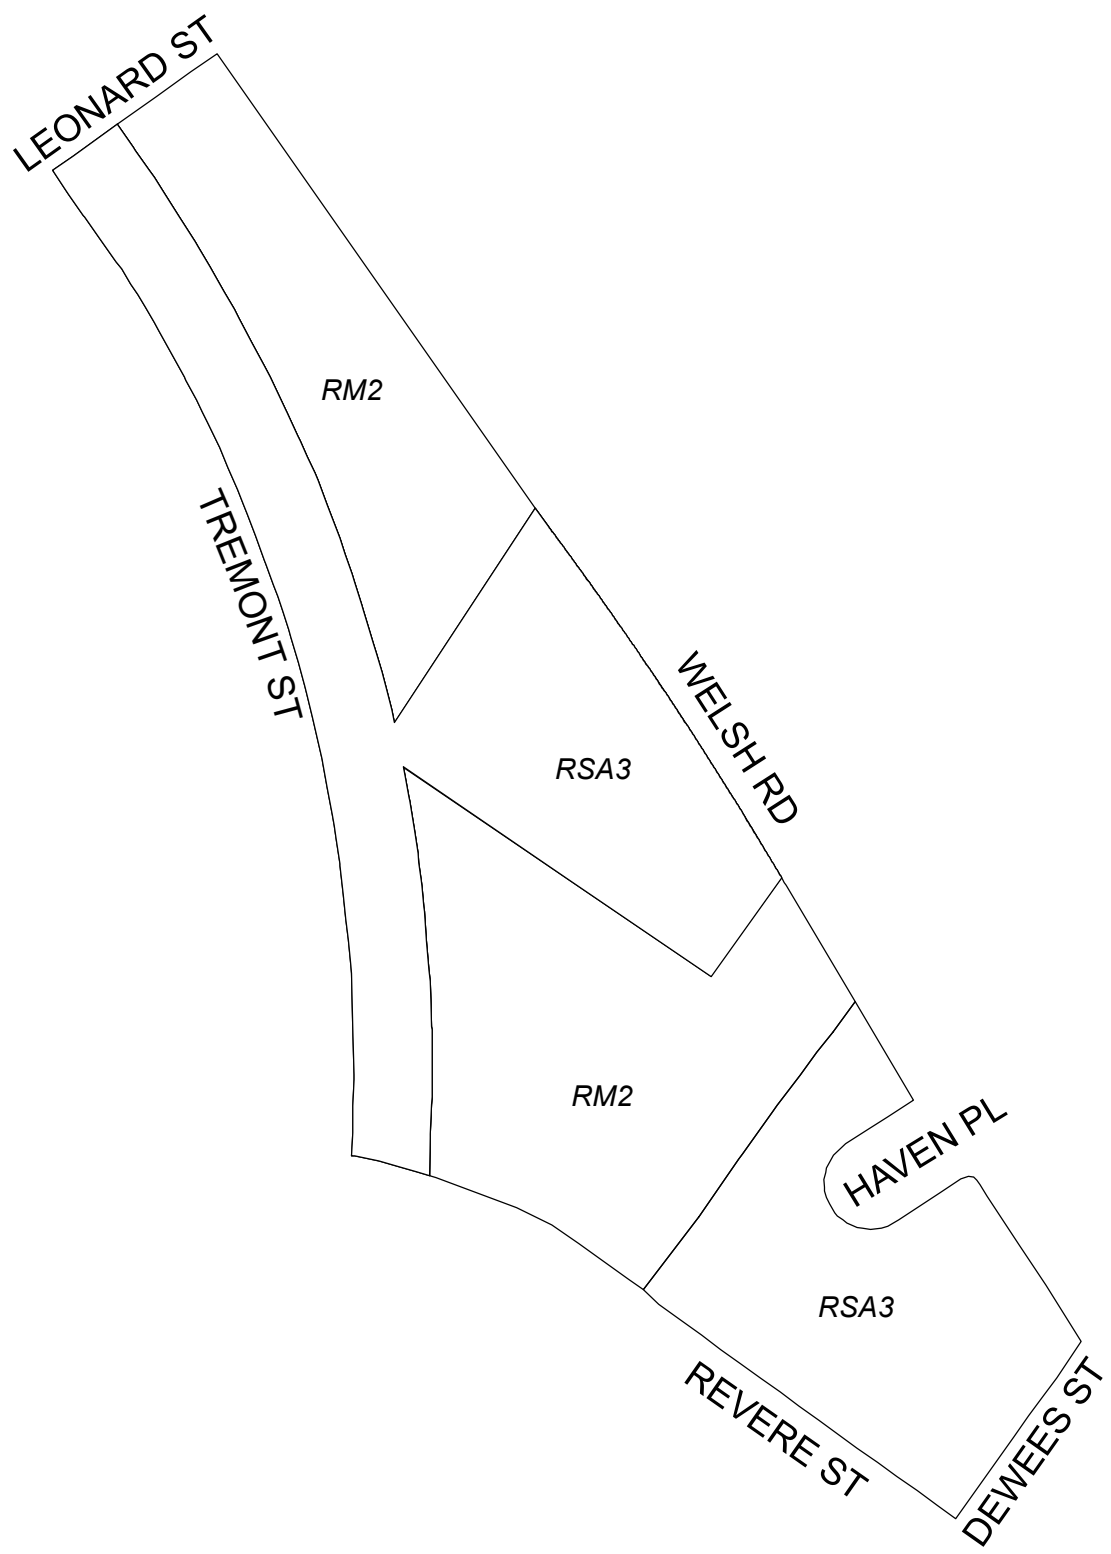 LEONARD ST
RM2
TREMONT ST
WELSH RD
RSA3
RM2
HAVEN PL
RSA3
REVERE ST
DEWEES ST